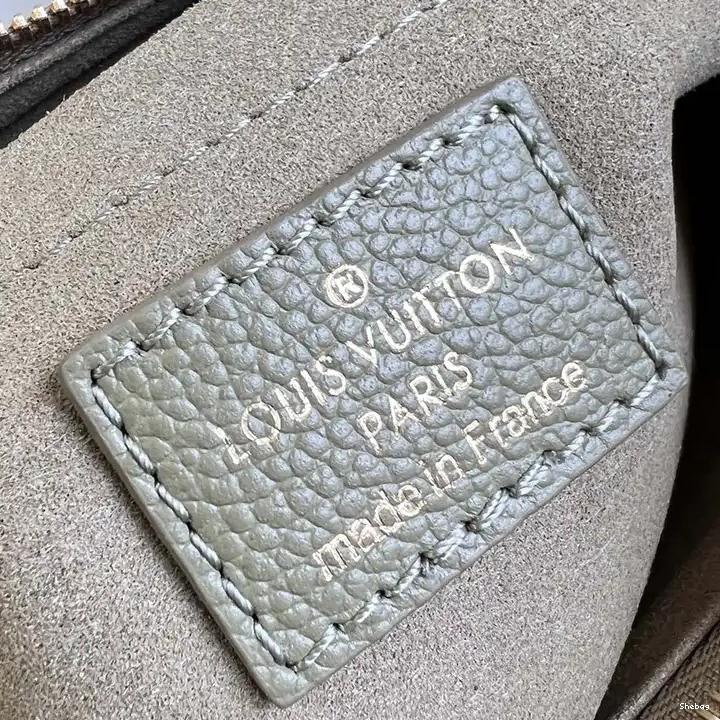 ®
LOUIS VUITTON
PARIS
made in France
Shebag